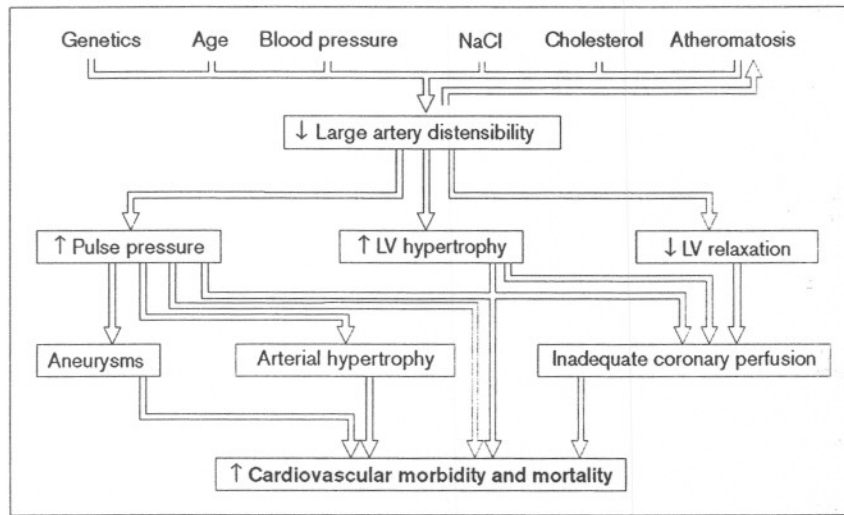 Genetics Age Blood pressure NaCl Cholesterol Atheromatosis
↓ Large artery distensibility
↑ Pulse pressure ↑ LV hypertrophy ↓ LV relaxation
Aneurysms Arterial hypertrophy Inadequate coronary perfusion
↑ Cardiovascular morbidity and mortality